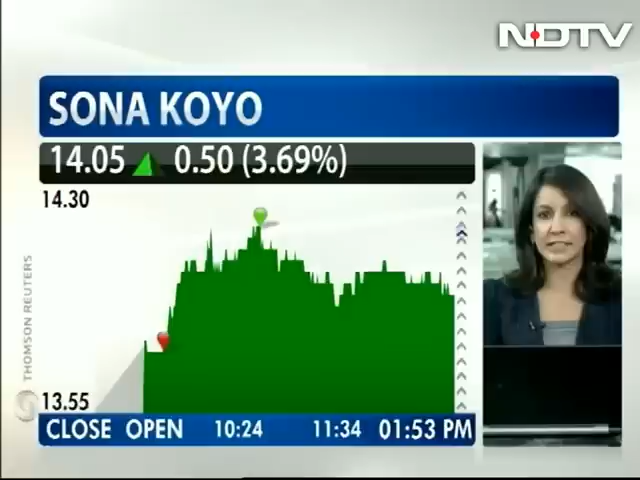 NDTV
SONA KOYO
14.05 ▲ 0.50 (3.69%)
14.30
THOMSON REUTERS
13.55
CLOSE OPEN 10:24 11:34 01:53 PM